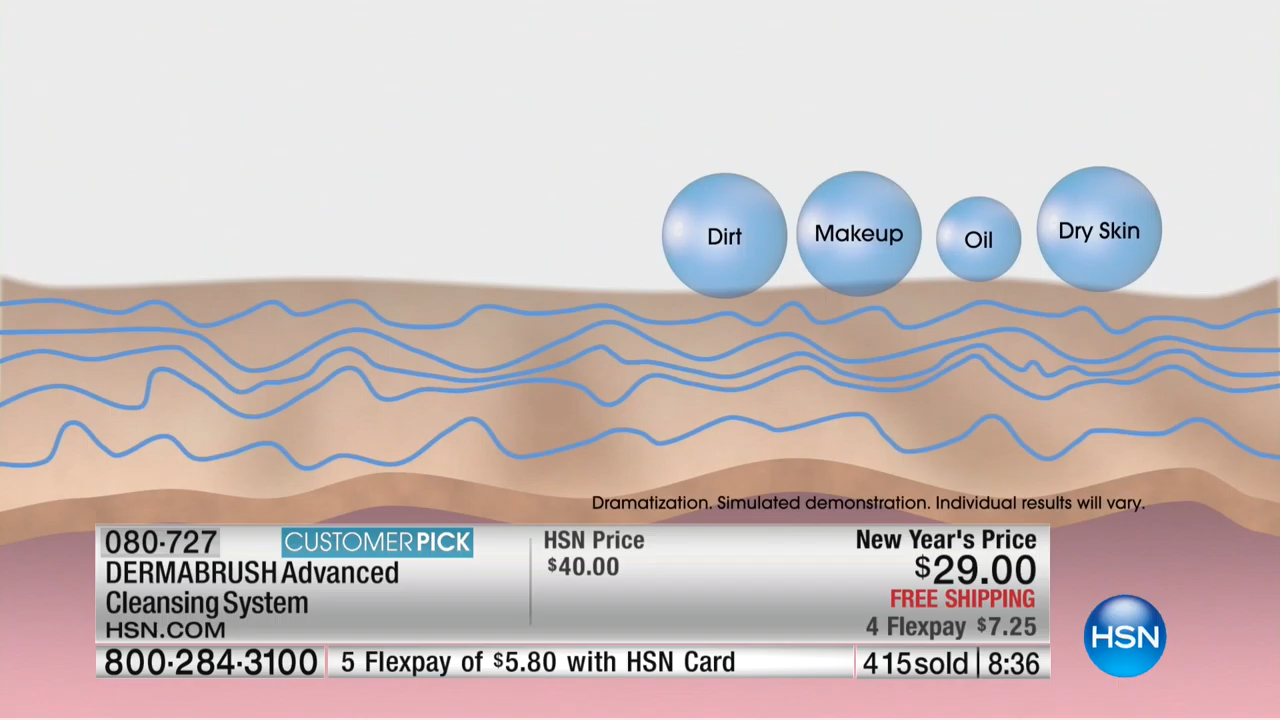 Dirt
Makeup
Oil
Dry Skin
Dramatization. Simulated demonstration. Individual results will vary.
080-727
CUSTOMER PICK
DERMABRUSH Advanced
Cleansing System
HSN.COM
HSN Price
$40.00
New Year's Price
$29.00
FREE SHIPPING
4 Flexpay $7.25
HSN
800-284-3100
5 Flexpay of $5.80 with HSN Card
415 sold | 8:36